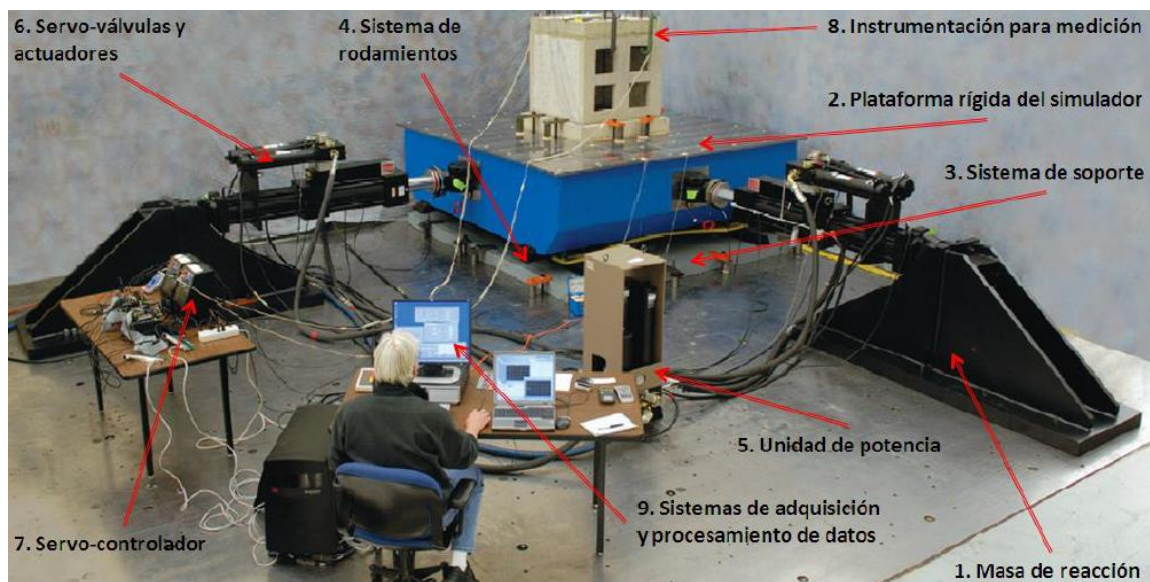 6. Servo-válvulas y
actuadores
4. Sistema de
rodamientos
8. Instrumentación para medición
2. Plataforma rígida del simulador
3. Sistema de soporte
5. Unidad de potencia
7. Servo-controlador
9. Sistemas de adquisición
y procesamiento de datos
1. Masa de reacción